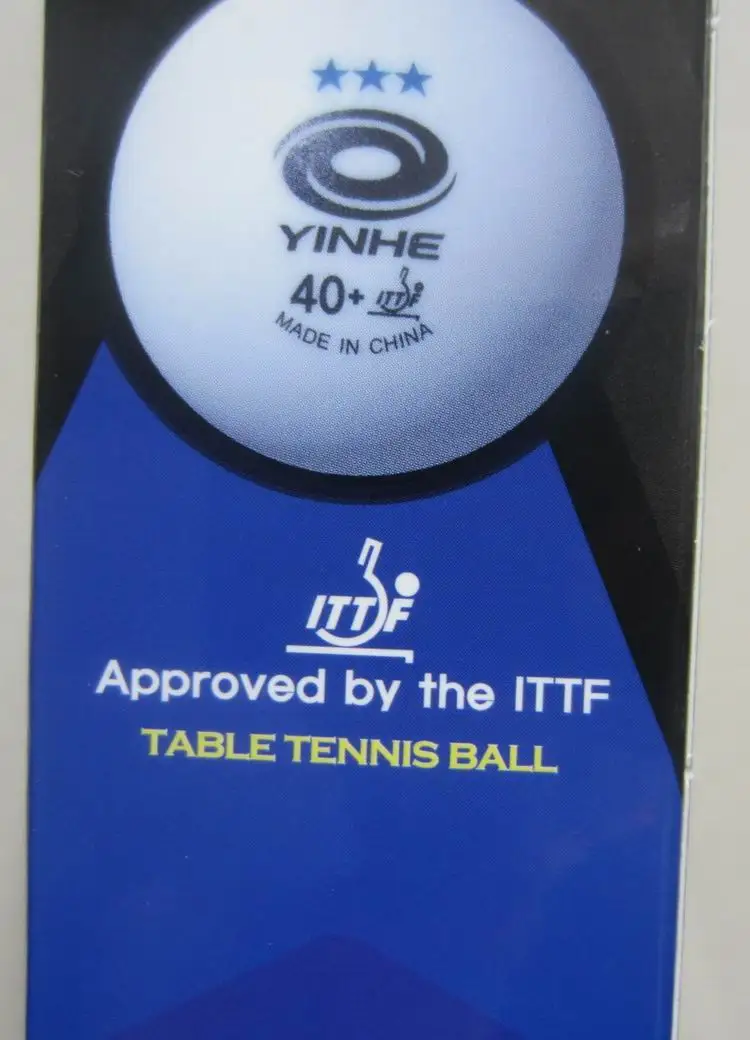 ★★★
YINHE
40+ ITTF
MADE IN CHINA
ITTF
Approved by the ITTF
TABLE TENNIS BALL